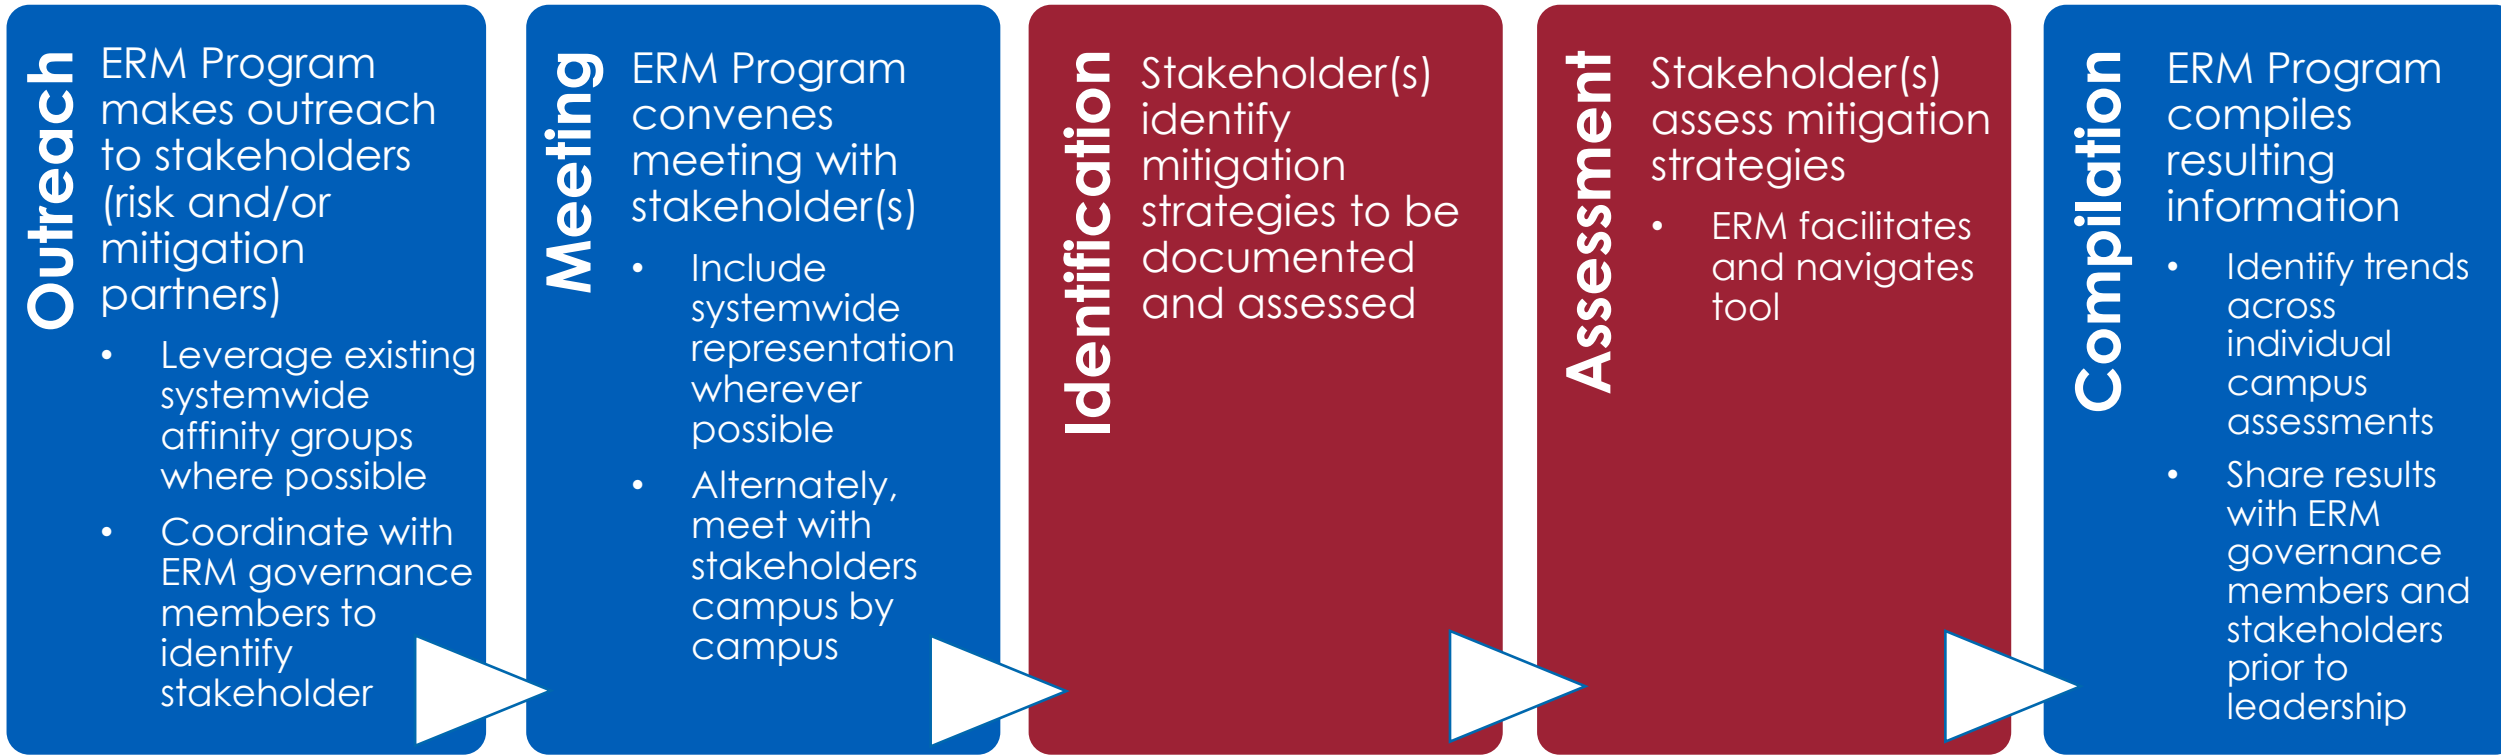 Outreach
ERM Program
makes outreach
to stakeholders
(risk and/or
mitigation
partners)
• Leverage existing
systemwide
affinity groups
where possible
• Coordinate with
ERM governance
members to
identify
stakeholder
Meeting
ERM Program
convenes
meeting with
stakeholder(s)
• Include
systemwide
representation
wherever
possible
• Alternately,
meet with
stakeholders
campus by
campus
Identification
Stakeholder(s)
identify
mitigation
strategies to be
documented
and assessed
Assessment
Stakeholder(s)
assess mitigation
strategies
• ERM facilitates
and navigates
tool
Compilation
ERM Program
compiles
resulting
information
• Identify trends
across
individual
campus
assessments
• Share results
with ERM
governance
members and
stakeholders
prior to
leadership